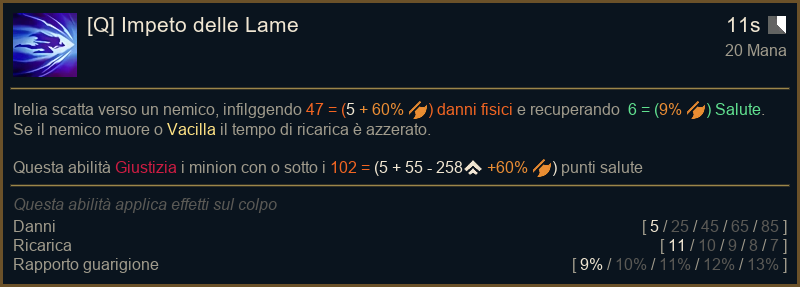 [Q] Impeto delle Lame
11s
20 Mana
Irelia scatta verso un nemico, infilggendo 47 = (5 + 60% ) danni fisici e recuperando 6 = (9% ) Salute.
Se il nemico muore o Vacilla il tempo di ricarica è azzerato.
Questa abilità Giustizia i minion con o sotto i 102 = (5 + 55 - 258 +60% ) punti salute
Questa abilità applica effetti sul colpo
Danni [ 5 / 25 / 45 / 65 / 85 ]
Ricarica [ 11 / 10 / 9 / 8 / 7 ]
Rapporto guarigione [ 9% / 10% / 11% / 12% / 13% ]